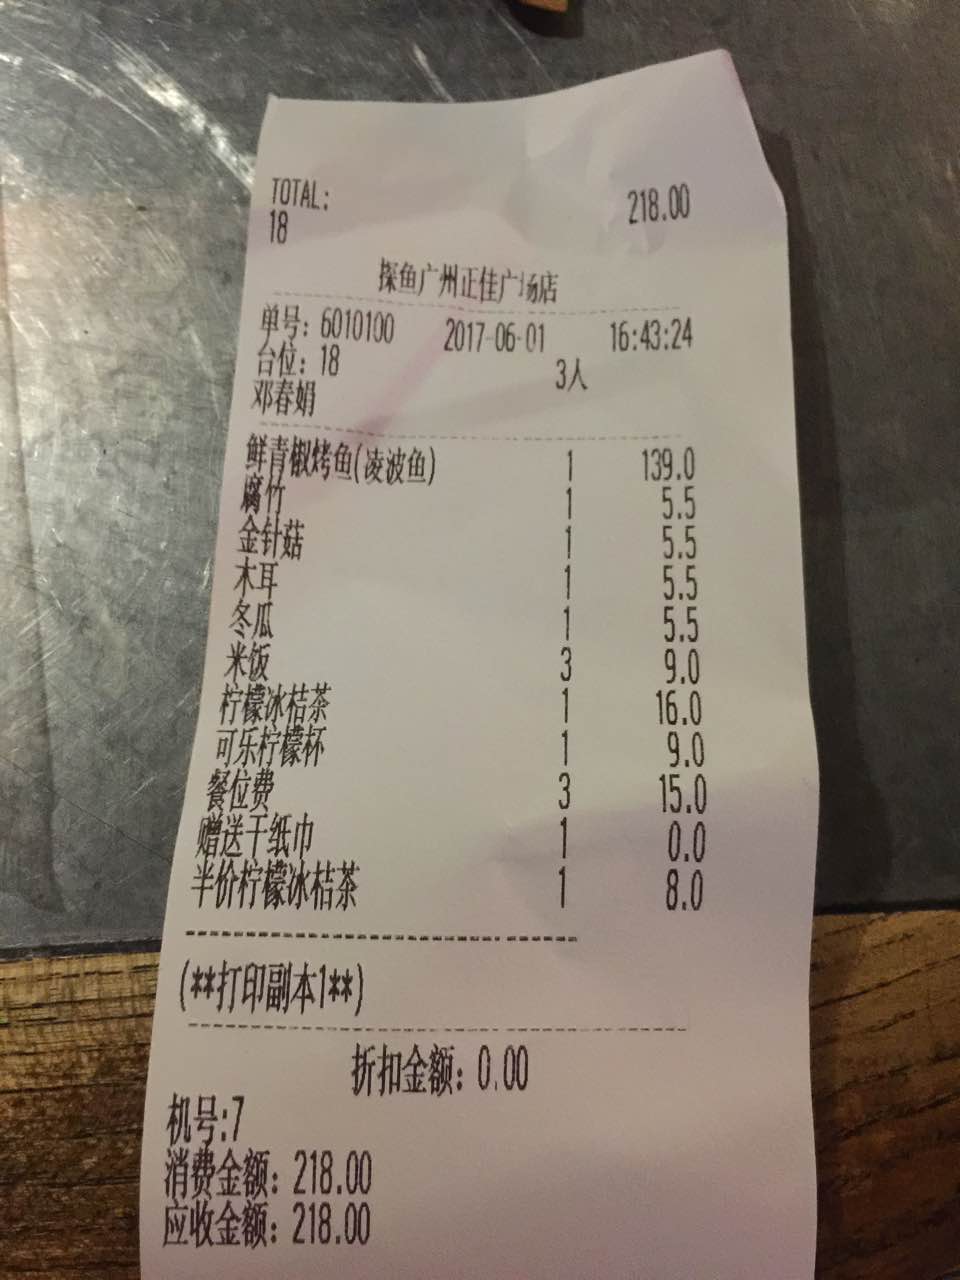 TOTAL: 218.00
18
探鱼广州正佳广场店
单号: 6010100 2017-06-01 16:43:24
台位: 18 3人
邓春娟
鲜青椒烤鱼(凌波鱼) 1 139.0
腐竹 1 5.5
金针菇 1 5.5
木耳 1 5.5
冬瓜 1 5.5
米饭 3 9.0
柠檬冰桔茶 1 16.0
可乐柠檬杯 1 9.0
餐位费 3 15.0
赠送干纸巾 1 0.0
半价柠檬冰桔茶 1 8.0
(**打印副本1**)
折扣金额: 0.00
机号:7
消费金额: 218.00
应收金额: 218.00